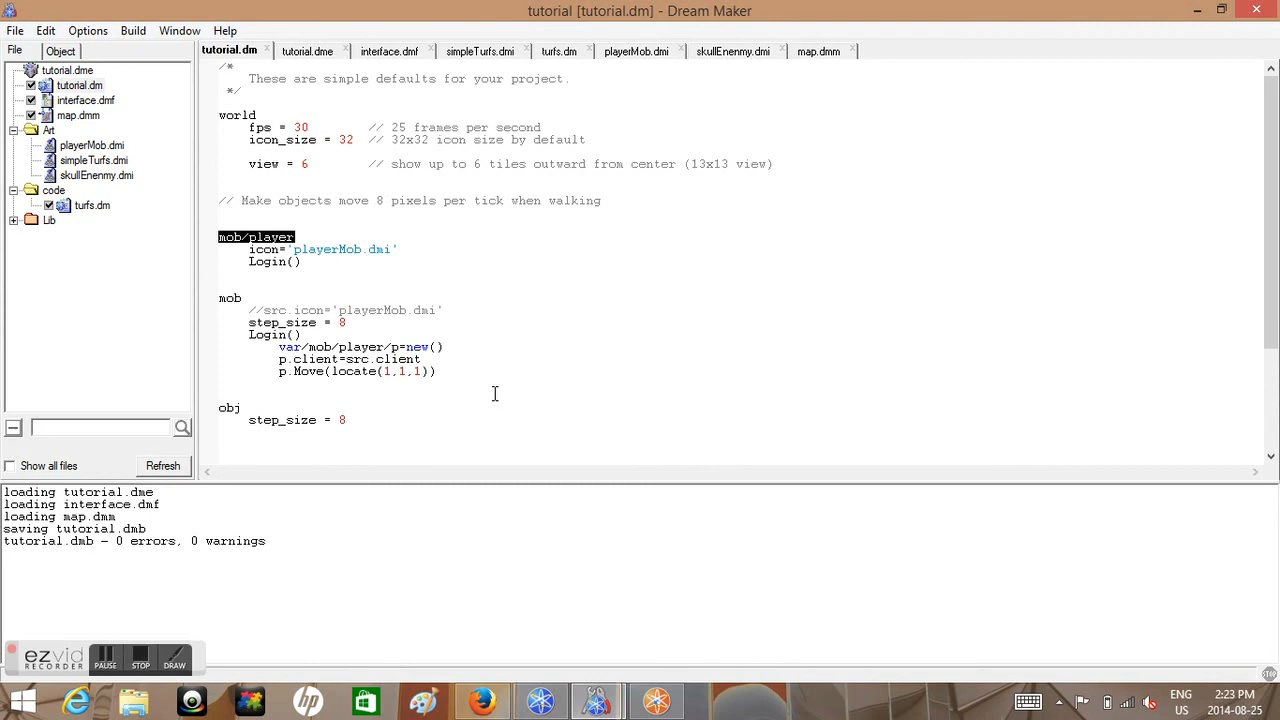 tutorial [tutorial.dm] - Dream Maker
File Edit Options Build Window Help
File Object
tutorial.dm tutorial.dme interface.dmf simpleTurfs.dmi turfs.dm playerMob.dmi skullEnenmy.dmi map.dmm
tutorial.dme
tutorial.dm
interface.dmf
map.dmm
Art
playerMob.dmi
simpleTurfs.dmi
skullEnenmy.dmi
code
turfs.dm
Lib
Show all files
Refresh
/*
These are simple defaults for your project.
*/
world
fps = 30 // 25 frames per second
icon_size = 32 // 32x32 icon size by default
view = 6 // show up to 6 tiles outward from center (13x13 view)
// Make objects move 8 pixels per tick when walking
mob/player
icon='playerMob.dmi'
Login()
mob
//src.icon='playerMob.dmi'
step_size = 8
Login()
var/mob/player/p=new()
p.client=src.client
p.Move(locate(1,1,1))
obj
step_size = 8
loading tutorial.dme
loading interface.dmf
loading map.dmm
saving tutorial.dmb
tutorial.dmb - 0 errors, 0 warnings
ezvid
RECORDER
PAUSE STOP DRAW
hp
ENG
US
2:23 PM
2014-08-25